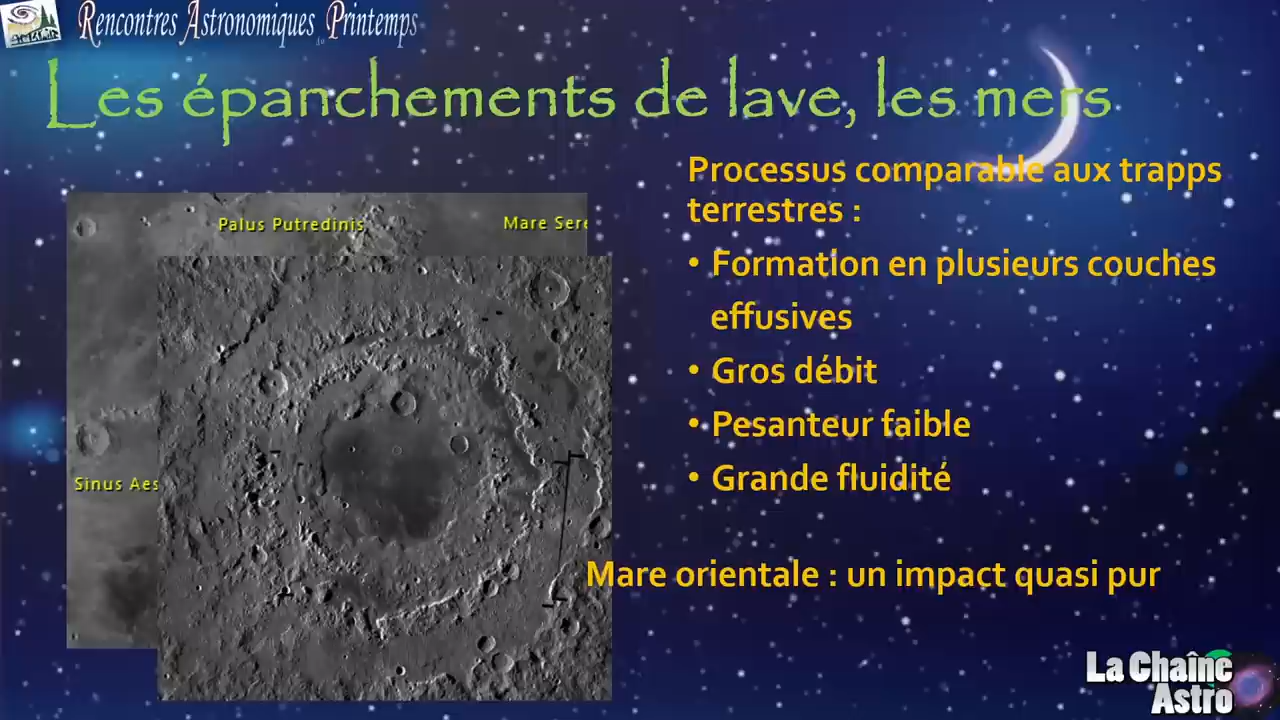 Rencontres Astronomiques du Printemps
Les épanchements de lave, les mers
Processus comparable aux trapps
terrestres :
• Formation en plusieurs couches
effusives
• Gros débit
• Pesanteur faible
• Grande fluidité
Palus Putredinis
Mare Sere
Sinus Aes
Mare orientale : un impact quasi pur
La Chaîne
Astro